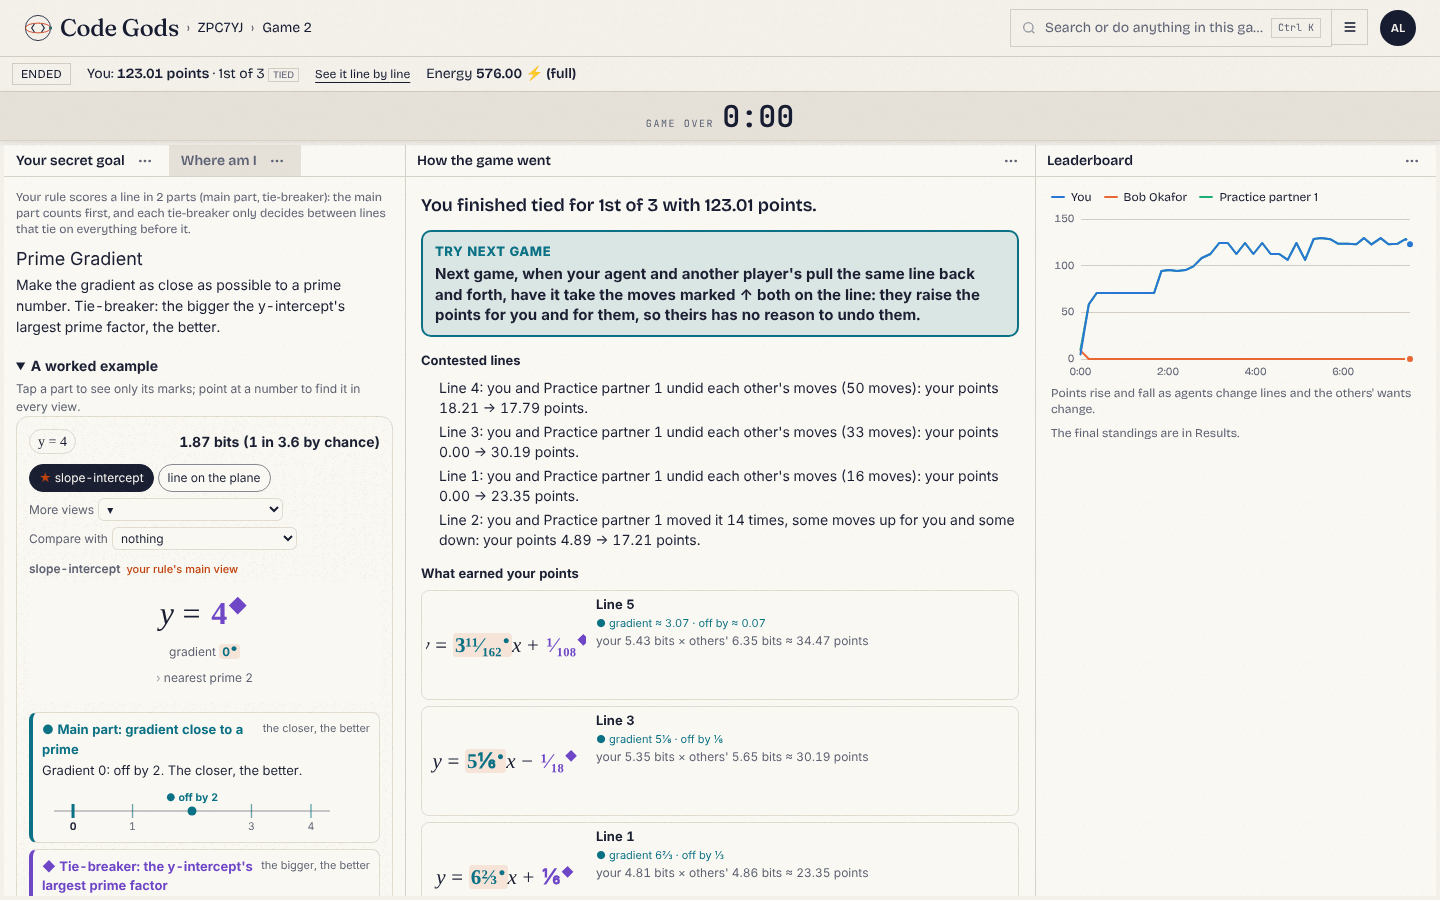 Code Gods › ZPC7YJ › Game 2
Search or do anything in this ga... Ctrl K ☰ AL
ENDED You: 123.01 points · 1st of 3 TIED See it line by line Energy 576.00 ⚡ (full)
GAME OVER 0:00
Your secret goal ··· Where am I ···
Your rule scores a line in 2 parts (main part, tie-breaker): the main
part counts first, and each tie-breaker only decides between lines
that tie on everything before it.
Prime Gradient
Make the gradient as close as possible to a prime
number. Tie-breaker: the bigger the y-intercept's
largest prime factor, the better.
▼ A worked example
Tap a part to see only its marks; point at a number to find it in
every view.
y = 4 1.87 bits (1 in 3.6 by chance)
★ slope-intercept line on the plane
More views ▾
Compare with nothing
slope-intercept your rule's main view
y = 4◆
gradient 0●
› nearest prime 2
● Main part: gradient close to a the closer, the better
prime
Gradient 0: off by 2. The closer, the better.
● off by 2
0 1 3 4
◆ Tie-breaker: the y-intercept's the bigger, the better
largest prime factor
How the game went ···
You finished tied for 1st of 3 with 123.01 points.
TRY NEXT GAME
Next game, when your agent and another player's pull the same line back
and forth, have it take the moves marked ↑ both on the line: they raise the
points for you and for them, so theirs has no reason to undo them.
Contested lines
Line 4: you and Practice partner 1 undid each other's moves (50 moves): your points
18.21 → 17.79 points.
Line 3: you and Practice partner 1 undid each other's moves (33 moves): your points
0.00 → 30.19 points.
Line 1: you and Practice partner 1 undid each other's moves (16 moves): your points
0.00 → 23.35 points.
Line 2: you and Practice partner 1 moved it 14 times, some moves up for you and some
down: your points 4.89 → 17.21 points.
What earned your points
Line 5
● gradient ≈ 3.07 · off by ≈ 0.07
y = 3 11/162● x + 1/108◆
your 5.43 bits × others' 6.35 bits ≈ 34.47 points
Line 3
● gradient 5⅛ · off by ⅛
y = 5⅛● x − 1/18◆
your 5.35 bits × others' 5.65 bits ≈ 30.19 points
Line 1
● gradient 6⅔ · off by ⅓
y = 6⅔● x + ⅙◆
your 4.81 bits × others' 4.86 bits ≈ 23.35 points
Leaderboard ···
You Bob Okafor Practice partner 1
150
100
50
0
0:00 2:00 4:00 6:00
Points rise and fall as agents change lines and the others' wants
change.
The final standings are in Results.